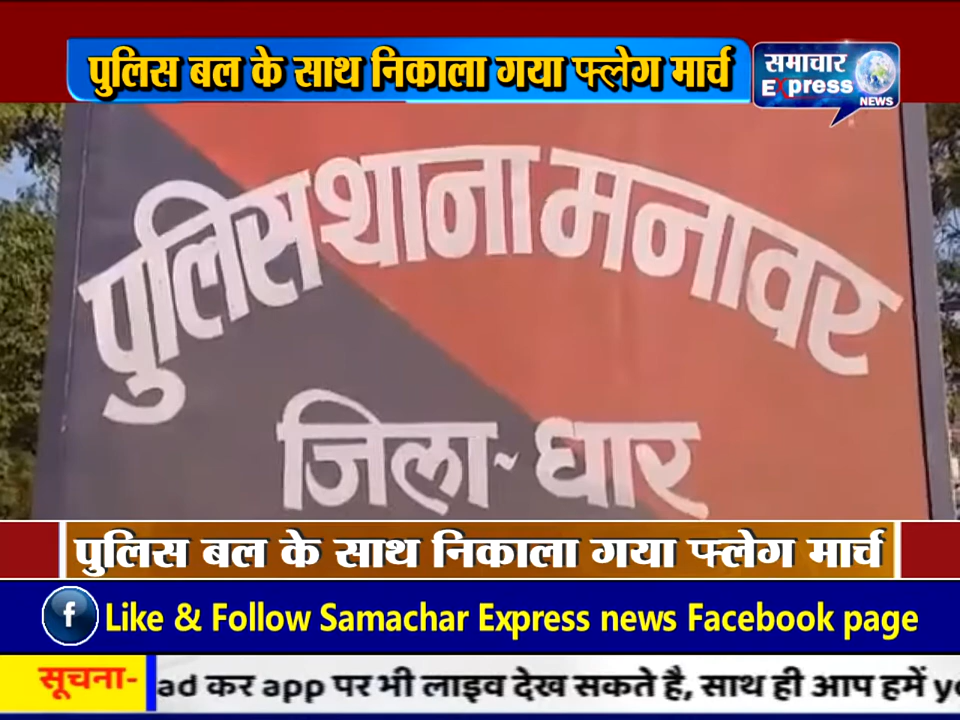 पुलिस बल के साथ निकाला गया फ्लेग मार्च
समाचार
Express
NEWS
पुलिस थाना मनावर
जिला ~ धार
पुलिस बल के साथ निकाला गया फ्लेग मार्च
f Like & Follow Samachar Express news Facebook page
सूचना- ad कर app पर भी लाइव देख सकते है, साथ ही आप हमें